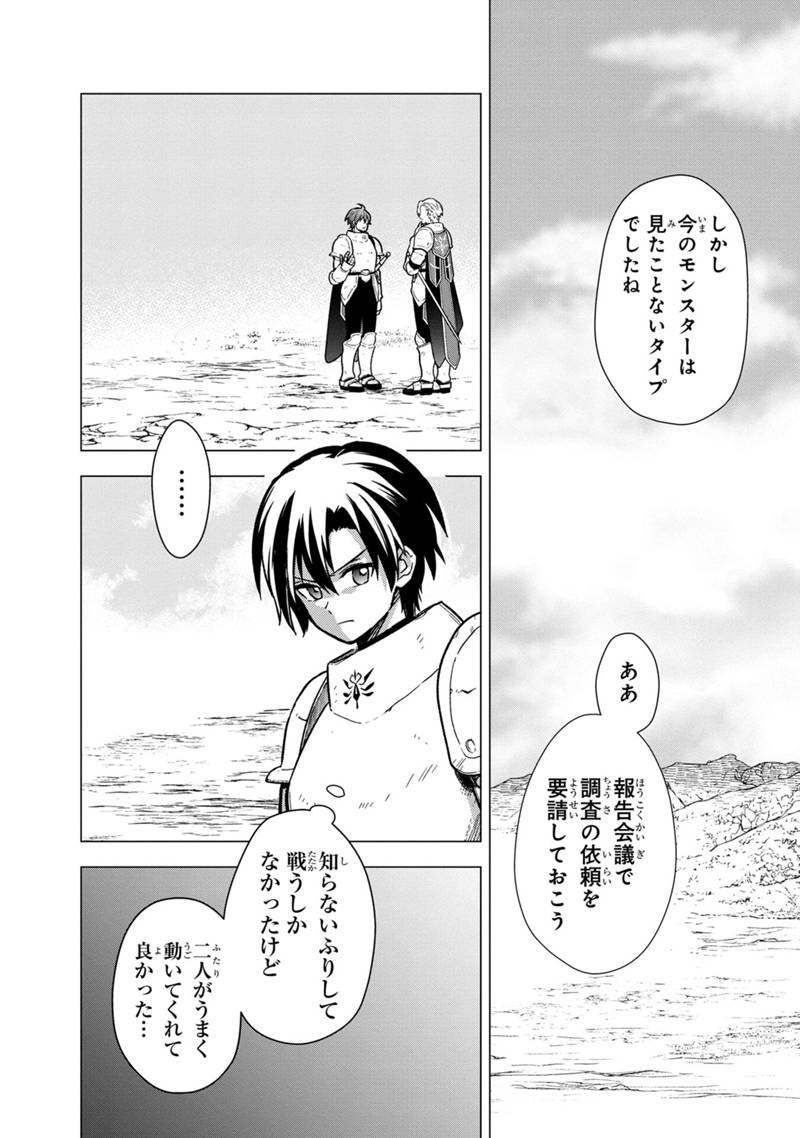 しかし
今のモンスターは
見たことないタイプ
でしたね
ああ
報告会議で
調査の依頼を
要請しておこう
……
知らないふりして
戦うしか
なかったけど
二人がうまく
動いてくれて
良かった…